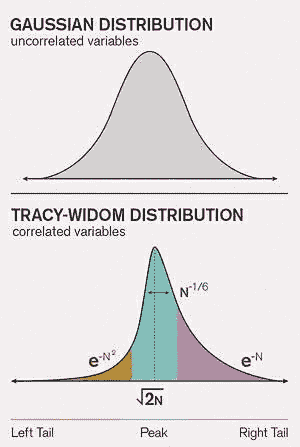 GAUSSIAN DISTRIBUTION
uncorrelated variables
TRACY-WIDOM DISTRIBUTION
correlated variables
N⁻¹/⁶
e⁻ᴺ² e⁻ᴺ
√2N
Left Tail Peak Right Tail